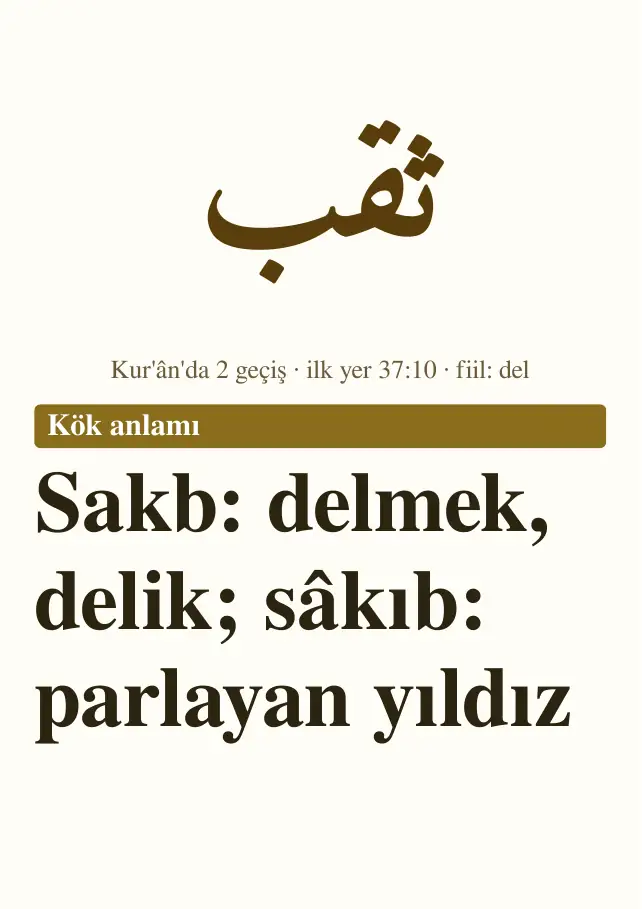 ثقب
Kur'ân'da 2 geçiş · ilk yer 37:10 · fiil: del
Kök anlamı
Sakb: delmek,
delik; sâkıb:
parlayan yıldız